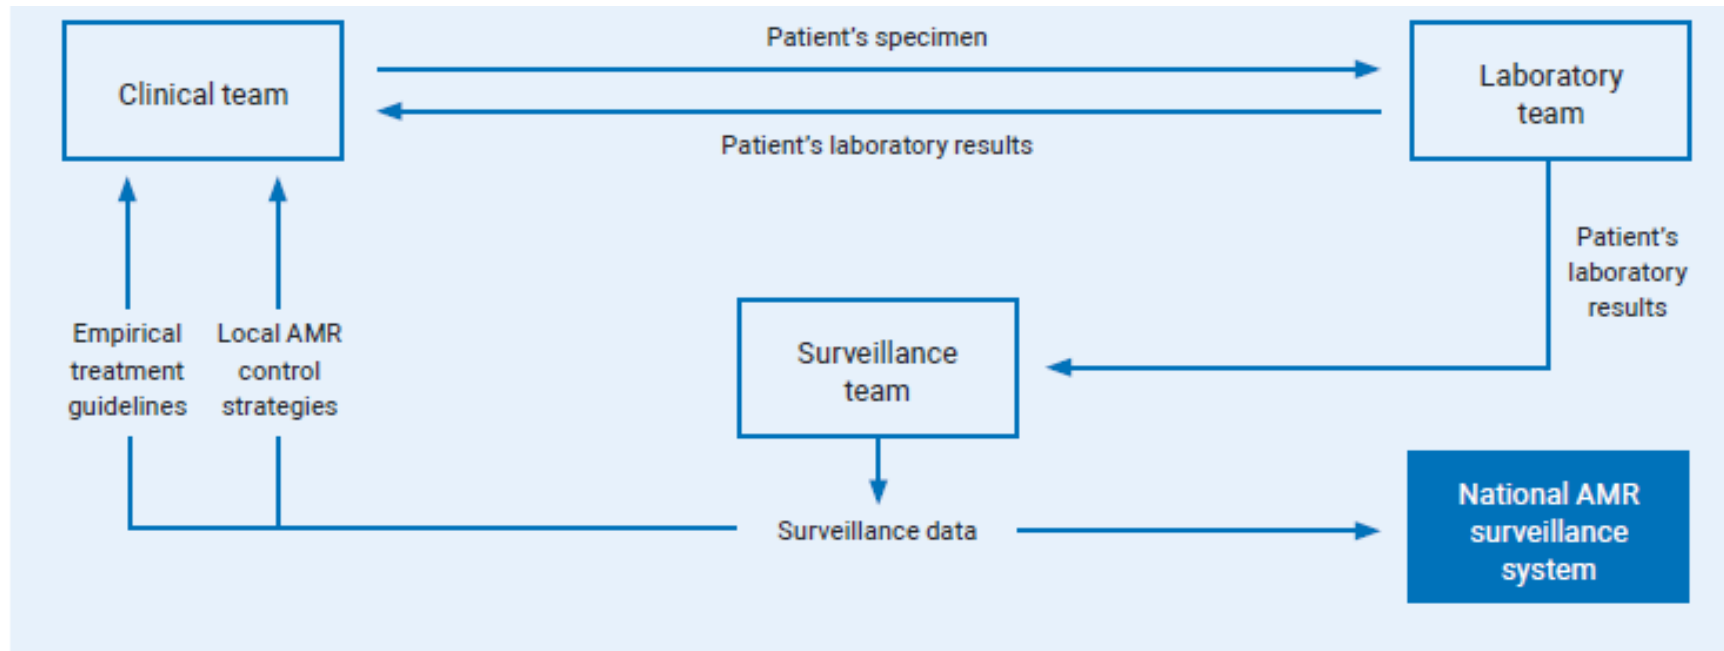 Patient's specimen
Clinical team
Laboratory
team
Patient's laboratory results
Patient's
laboratory
results
Empirical
treatment
guidelines
Local AMR
control
strategies
Surveillance
team
Surveillance data
National AMR
surveillance
system